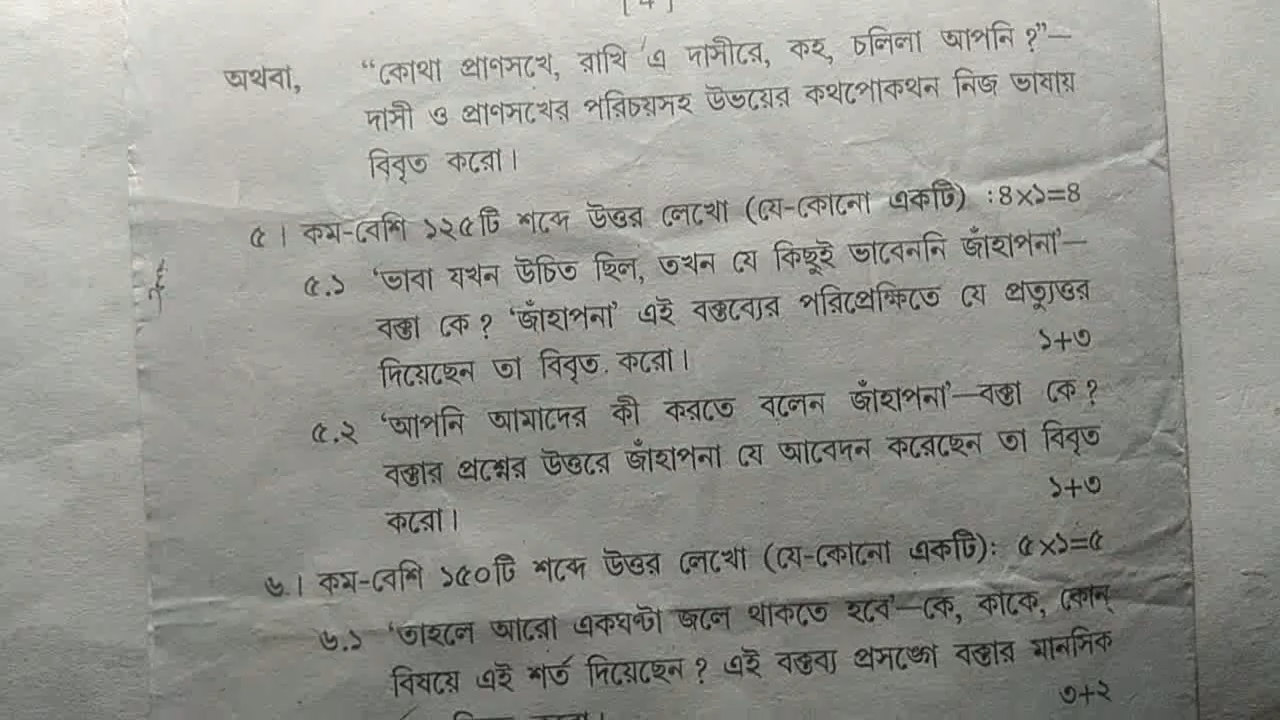 [ 4 ]
অথবা, “কোথা প্রাণসখে, রাখি এ দাসীরে, কহ, চলিলা আপনি ?”—
দাসী ও প্রাণসখের পরিচয়সহ উভয়ের কথপোকথন নিজ ভাষায়
বিবৃত করো।
৫। কম-বেশি ১২৫টি শব্দে উত্তর লেখো (যে-কোনো একটি) :৪×১=৪
৫.১ ‘ভাবা যখন উচিত ছিল, তখন যে কিছুই ভাবেননি জাঁহাপনা’—
বক্তা কে ? ‘জাঁহাপনা’ এই বক্তব্যের পরিপ্রেক্ষিতে যে প্রত্যুত্তর
দিয়েছেন তা বিবৃত করো। ১+৩
৫.২ ‘আপনি আমাদের কী করতে বলেন জাঁহাপনা’—বক্তা কে ?
বক্তার প্রশ্নের উত্তরে জাঁহাপনা যে আবেদন করেছেন তা বিবৃত
করো। ১+৩
৬.। কম-বেশি ১৫০টি শব্দে উত্তর লেখো (যে-কোনো একটি): ৫×১=৫
৬.১ ‘তাহলে আরো একঘণ্টা জলে থাকতে হবে’—কে, কাকে, কোন্
বিষয়ে এই শর্ত দিয়েছেন ? এই বক্তব্য প্রসঙ্গে বক্তার মানসিক
৩+২